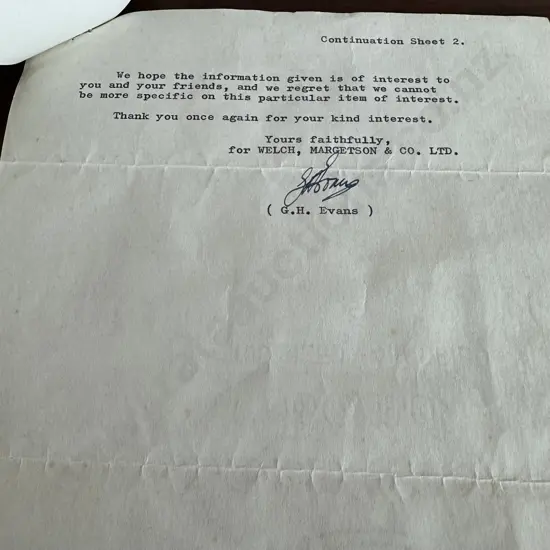 Continuation Sheet 2.
We hope the information given is of interest to
you and your friends, and we regret that we cannot
be more specific on this particular item of interest.
Thank you once again for your kind interest.
Yours faithfully,
for WELCH, MARGETSON & CO. LTD.
( G.H. Evans )